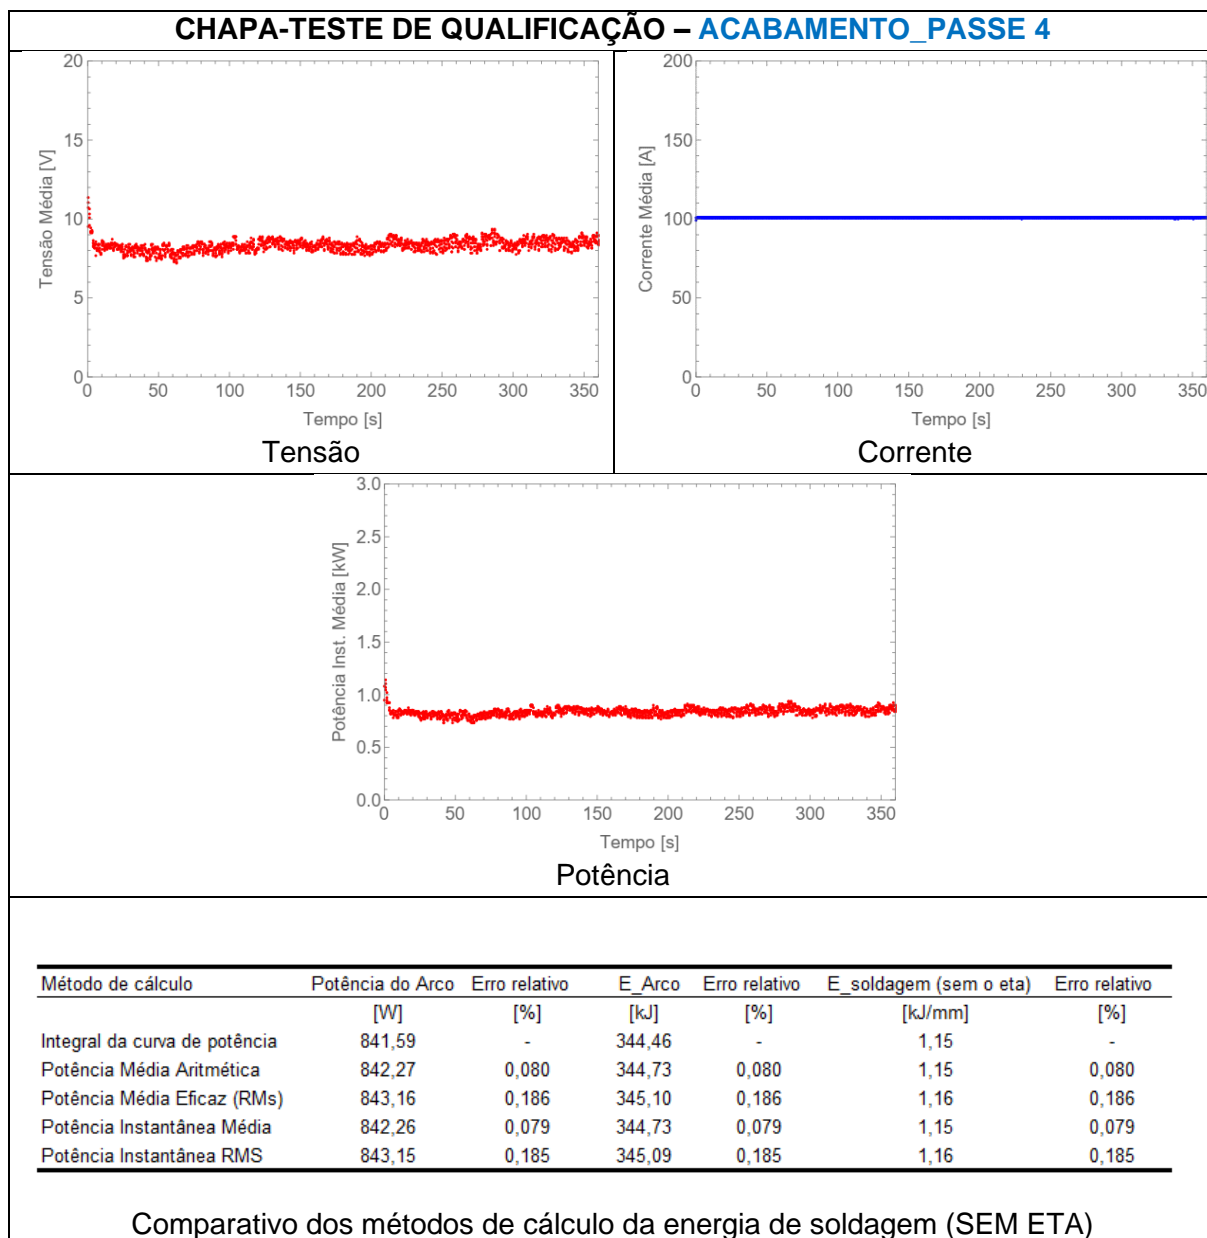 CHAPA-TESTE DE QUALIFICAÇÃO – ACABAMENTO_PASSE 4
20
15
10
5
0
Tensão Média [V]
0 50 100 150 200 250 300 350
Tempo [s]
Tensão
200
150
100
50
0
Corrente Média [A]
0 50 100 150 200 250 300 350
Tempo [s]
Corrente
3.0
2.5
2.0
1.5
1.0
0.5
0.0
Potência Inst. Média [kW]
0 50 100 150 200 250 300 350
Tempo [s]
Potência
Método de cálculo Potência do Arco Erro relativo E_Arco Erro relativo E_soldagem (sem o eta) Erro relativo
[W] [%] [kJ] [%] [kJ/mm] [%]
Integral da curva de potência 841,59 - 344,46 - 1,15 -
Potência Média Aritmética 842,27 0,080 344,73 0,080 1,15 0,080
Potência Média Eficaz (RMs) 843,16 0,186 345,10 0,186 1,16 0,186
Potência Instantânea Média 842,26 0,079 344,73 0,079 1,15 0,079
Potência Instantânea RMS 843,15 0,185 345,09 0,185 1,16 0,185
Comparativo dos métodos de cálculo da energia de soldagem (SEM ETA)